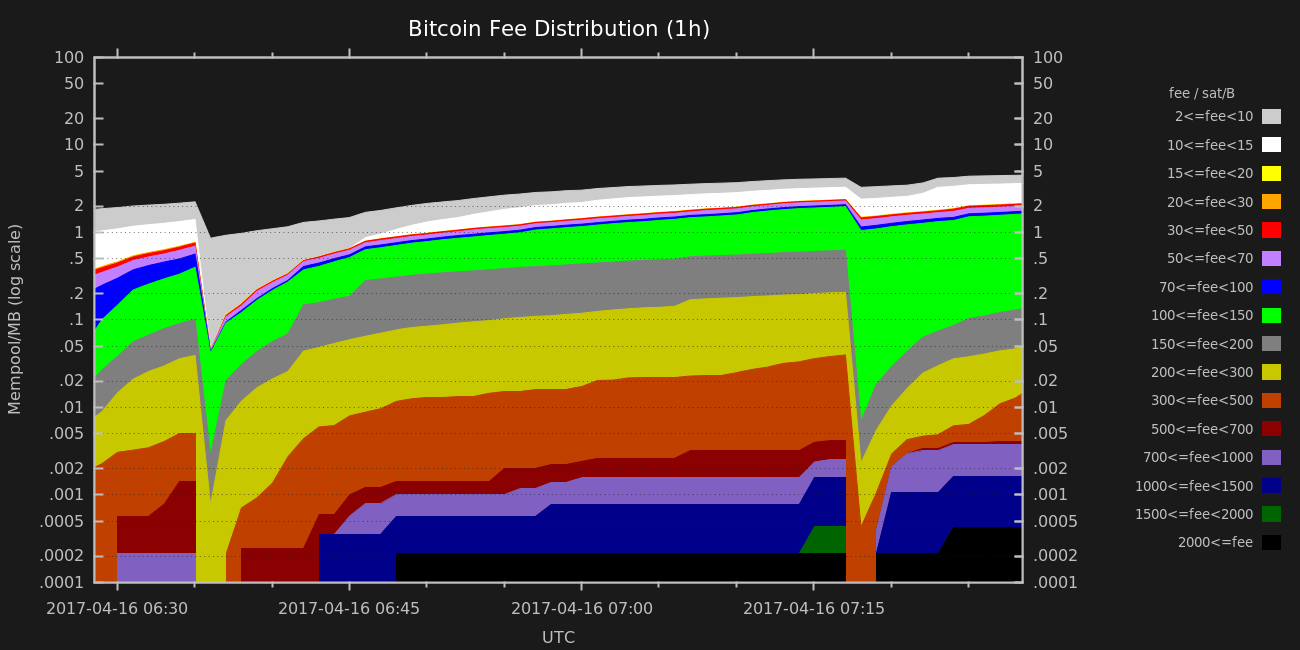 Bitcoin Fee Distribution (1h)
100 100
50 50
20 20
10 10
5 5
2 2
1 1
.5 .5
.2 .2
.1 .1
.05 .05
.02 .02
.01 .01
.005 .005
.002 .002
.001 .001
.0005 .0005
.0002 .0002
.0001 .0001
Mempool/MB (log scale)
2017-04-16 06:30 2017-04-16 06:45 2017-04-16 07:00 2017-04-16 07:15
UTC
fee / sat/B
2<=fee<10
10<=fee<15
15<=fee<20
20<=fee<30
30<=fee<50
50<=fee<70
70<=fee<100
100<=fee<150
150<=fee<200
200<=fee<300
300<=fee<500
500<=fee<700
700<=fee<1000
1000<=fee<1500
1500<=fee<2000
2000<=fee